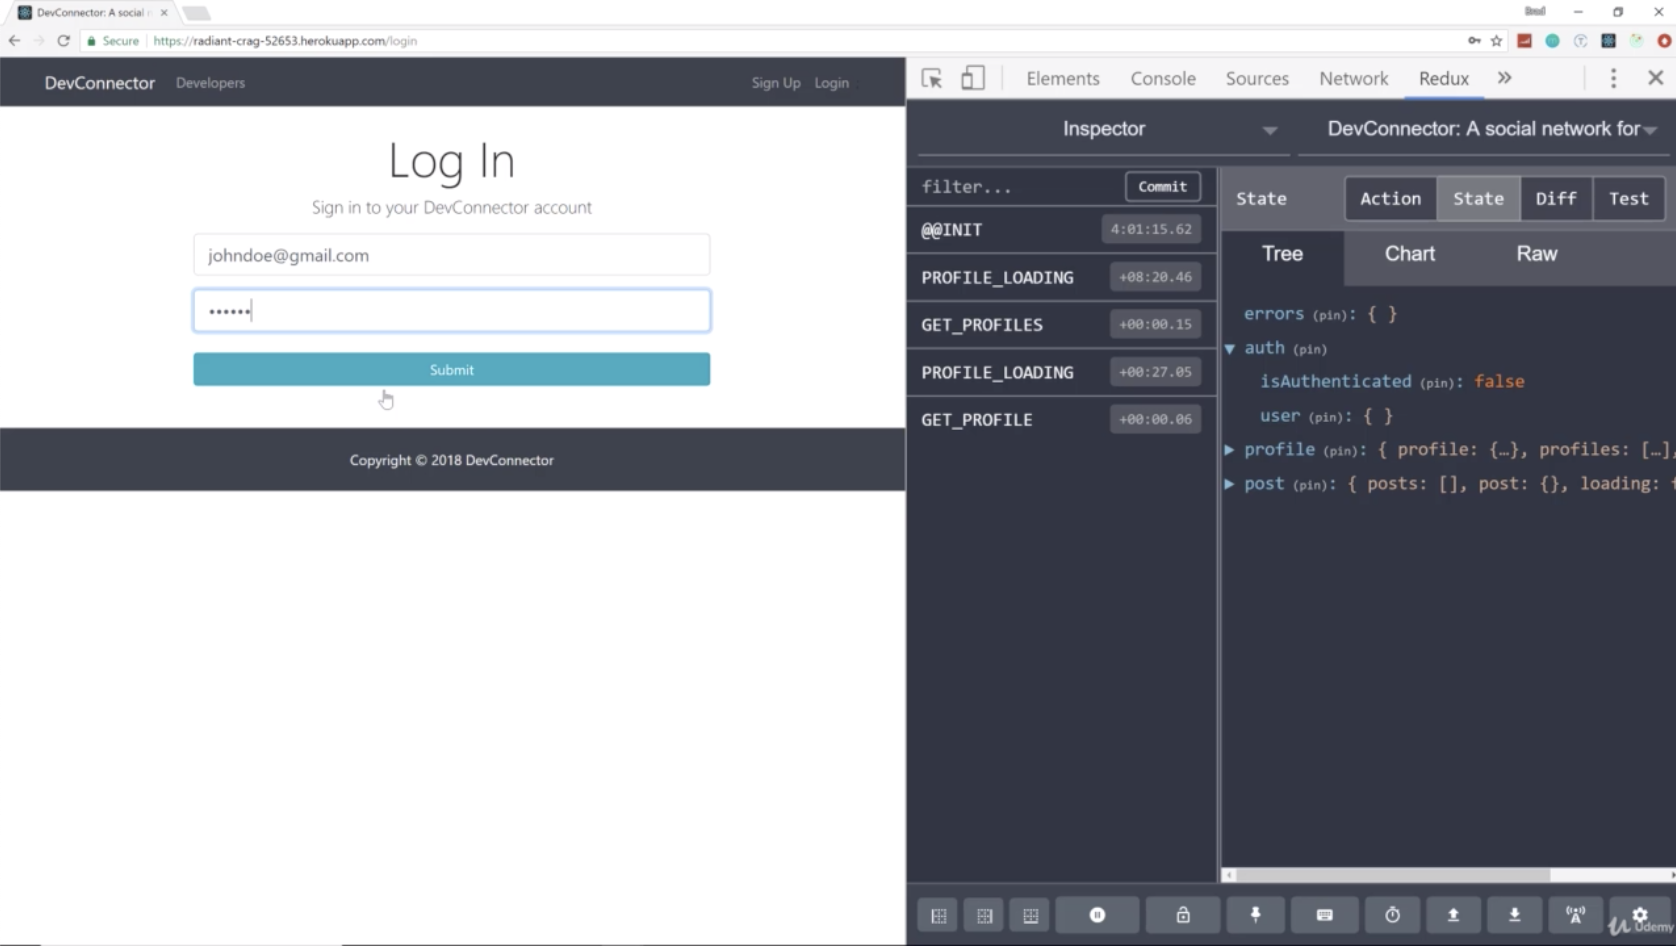 DevConnector: A social n
Secure https://radiant-crag-52653.herokuapp.com/login
DevConnector Developers Sign Up Login
Log In
Sign in to your DevConnector account
johndoe@gmail.com
••••••
Submit
Copyright © 2018 DevConnector
Elements Console Sources Network Redux »
Inspector DevConnector: A social network for
filter... Commit
@@INIT 4:01:15.62
PROFILE_LOADING +08:20.46
GET_PROFILES +00:00.15
PROFILE_LOADING +00:27.05
GET_PROFILE +00:00.06
State Action State Diff Test
Tree Chart Raw
errors (pin): { }
auth (pin)
isAuthenticated (pin): false
user (pin): { }
profile (pin): { profile: {…}, profiles: […],
post (pin): { posts: [], post: {}, loading: f
Udemy